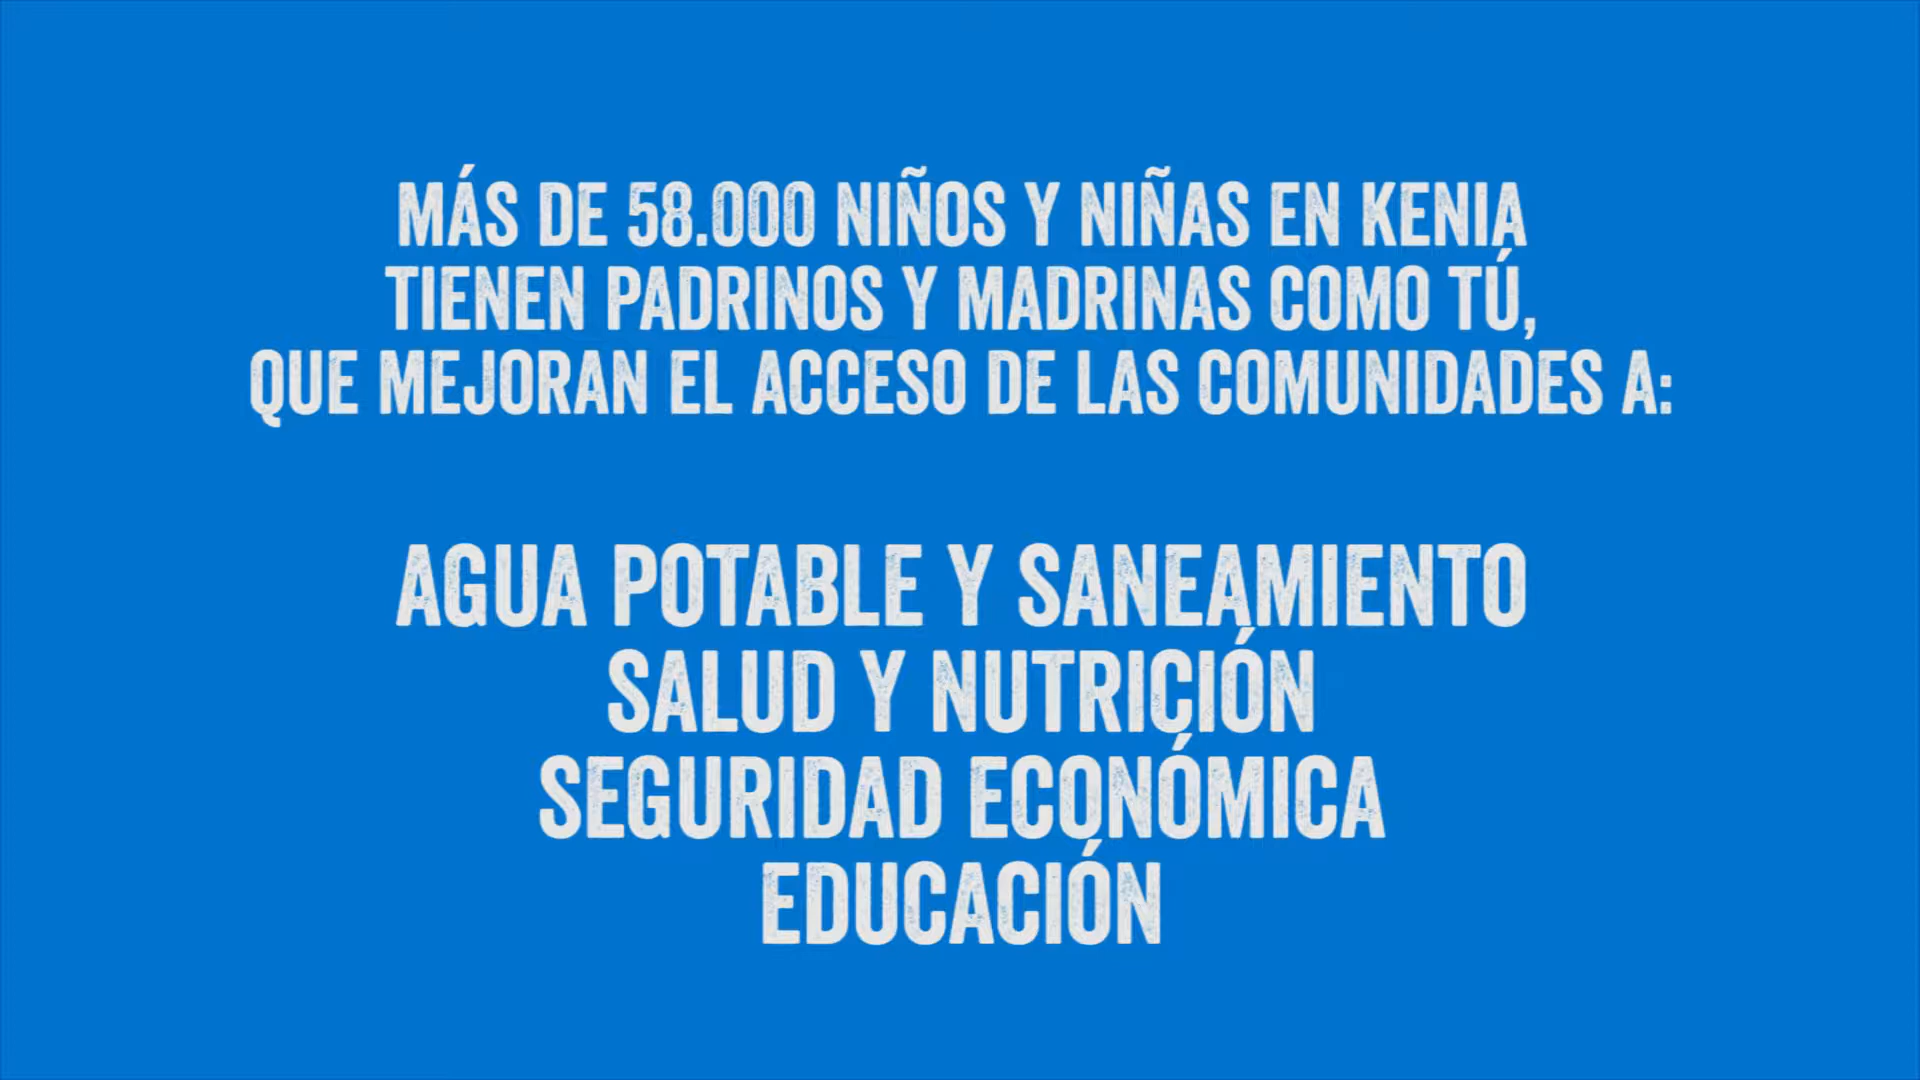 MÁS DE 58.000 NIÑOS Y NIÑAS EN KENIA
TIENEN PADRINOS Y MADRINAS COMO TÚ,
QUE MEJORAN EL ACCESO DE LAS COMUNIDADES A:
AGUA POTABLE Y SANEAMIENTO
SALUD Y NUTRICIÓN
SEGURIDAD ECONÓMICA
EDUCACIÓN